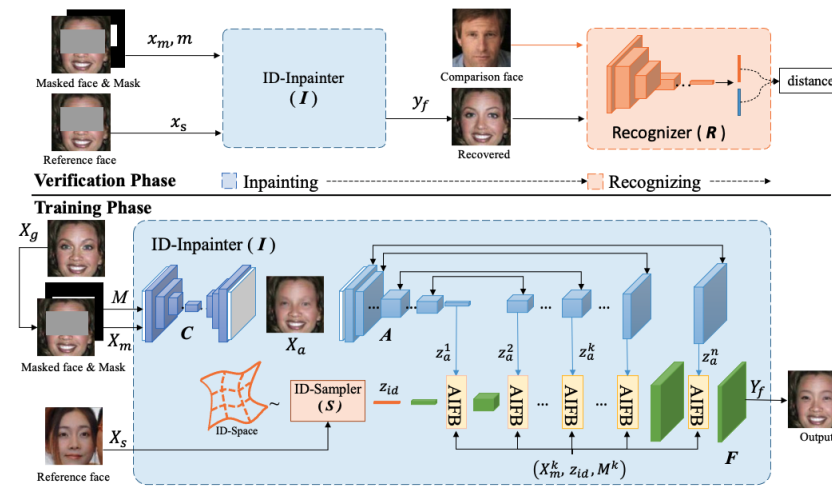 x_m, m
Masked face & Mask
ID-Inpainter
(I)
x_s
Reference face
y_f
Comparison face
Recovered
Recognizer (R)
distance
Verification Phase
Inpainting
Recognizing
Training Phase
X_g
ID-Inpainter (I)
M
X_m
C
X_a
A
Masked face & Mask
z_a^1
z_a^2
z_a^k
z_a^n
ID-Space
~
ID-Sampler
(S)
z_id
AIFB
AIFB
...
AIFB
...
AIFB
AIFB
Y_f
F
Output
X_s
Reference face
(X_m^k, z_id, M^k)